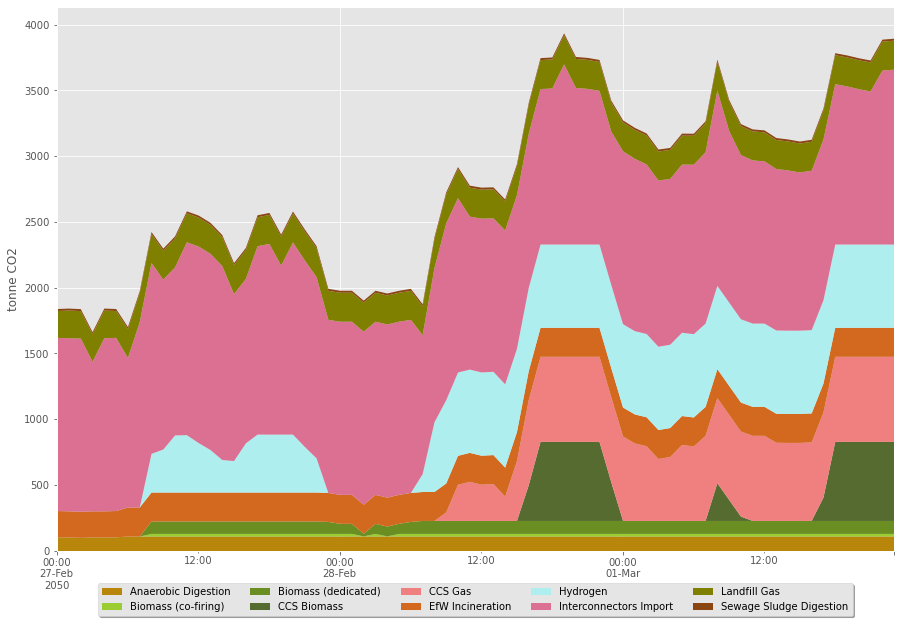 4000
3500
3000
2500
2000
1500
1000
500
0
tonne CO2
00:00 12:00 00:00 12:00 00:00 12:00
27-Feb 28-Feb 01-Mar
2050
Anaerobic Digestion Biomass (dedicated) CCS Gas Hydrogen Landfill Gas
Biomass (co-firing) CCS Biomass EfW Incineration Interconnectors Import Sewage Sludge Digestion